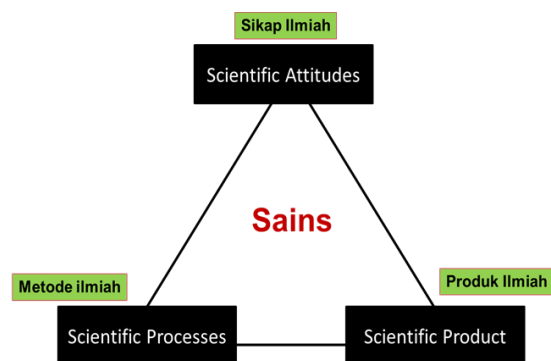 Sikap Ilmiah
Scientific Attitudes
Sains
Metode ilmiah
Produk Ilmiah
Scientific Processes
Scientific Product